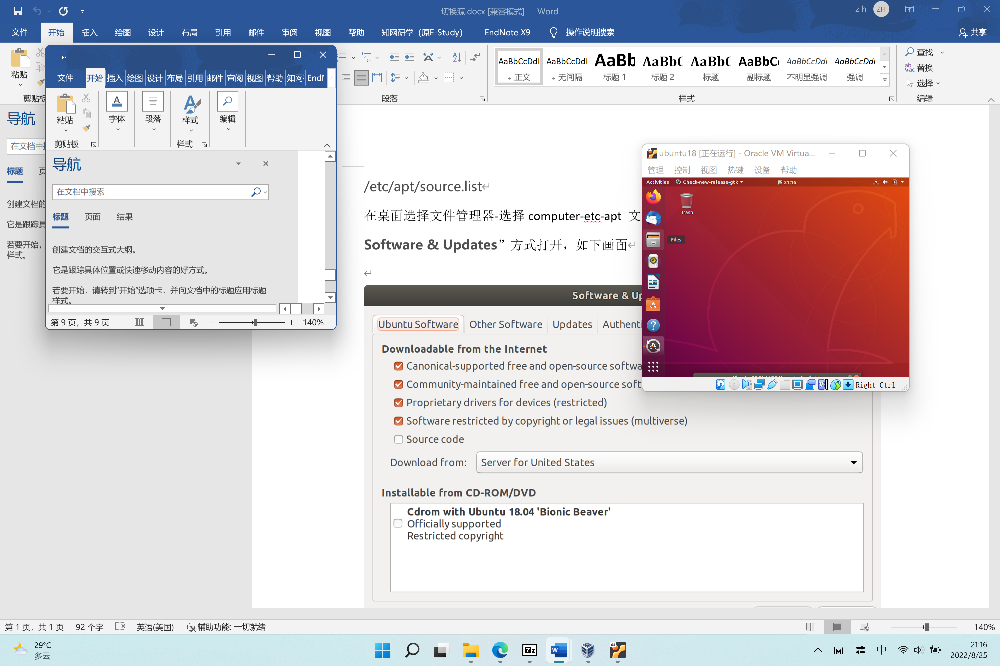 切换源.docx [兼容模式] - Word
z h
ZH
文件 开始 插入 绘图 设计 布局 引用 邮件 审阅 视图 帮助 知网研学（原E-Study） EndNote X9 操作说明搜索
共享
粘贴
剪贴板
段落
AaBbCcDdI AaBbCcDdI AaBb AaBbC AaBbC AaBbCc AaBbCcDdE AaBbCcDdE
正文 无间隔 标题 1 标题 2 标题 副标题 不明显强调 强调
样式
查找
替换
选择
编辑
导航
标题
创建文档的
它是跟踪具
若要开始，
样式。
文件 开始 插入 绘图 设计 布局 引用 邮件 审阅 视图 帮助 知网 EndN
粘贴 字体 段落 样式 编辑
剪贴板 样式
导航
在文档中搜索
标题 页面 结果
创建文档的交互式大纲。
它是跟踪具体位置或快速移动内容的好方式。
若要开始，请转到“开始”选项卡，并向文档中的标题应用标题
样式。
第 9 页，共 9 页
140%
/etc/apt/source.list
在桌面选择文件管理器-选择 computer-etc-apt 文
Software & Updates”方式打开，如下画面
Software & Up
Ubuntu Software Other Software Updates Authenti
Downloadable from the Internet
Canonical-supported free and open-source softwa
Community-maintained free and open-source soft
Proprietary drivers for devices (restricted)
Software restricted by copyright or legal issues (multiverse)
Source code
Download from: Server for United States
Installable from CD-ROM/DVD
Cdrom with Ubuntu 18.04 'Bionic Beaver'
Officially supported
Restricted copyright
ubuntu18 [正在运行] - Oracle VM Virtua...
管理 控制 视图 热键 设备 帮助
Activities Check-new-release-gtk 四 21:16
Trash
Files
Right Ctrl
第 1 页，共 1 页 92 个字 英语(美国) 辅助功能: 一切就绪
140%
29°C
多云
中
21:16
2022/8/25